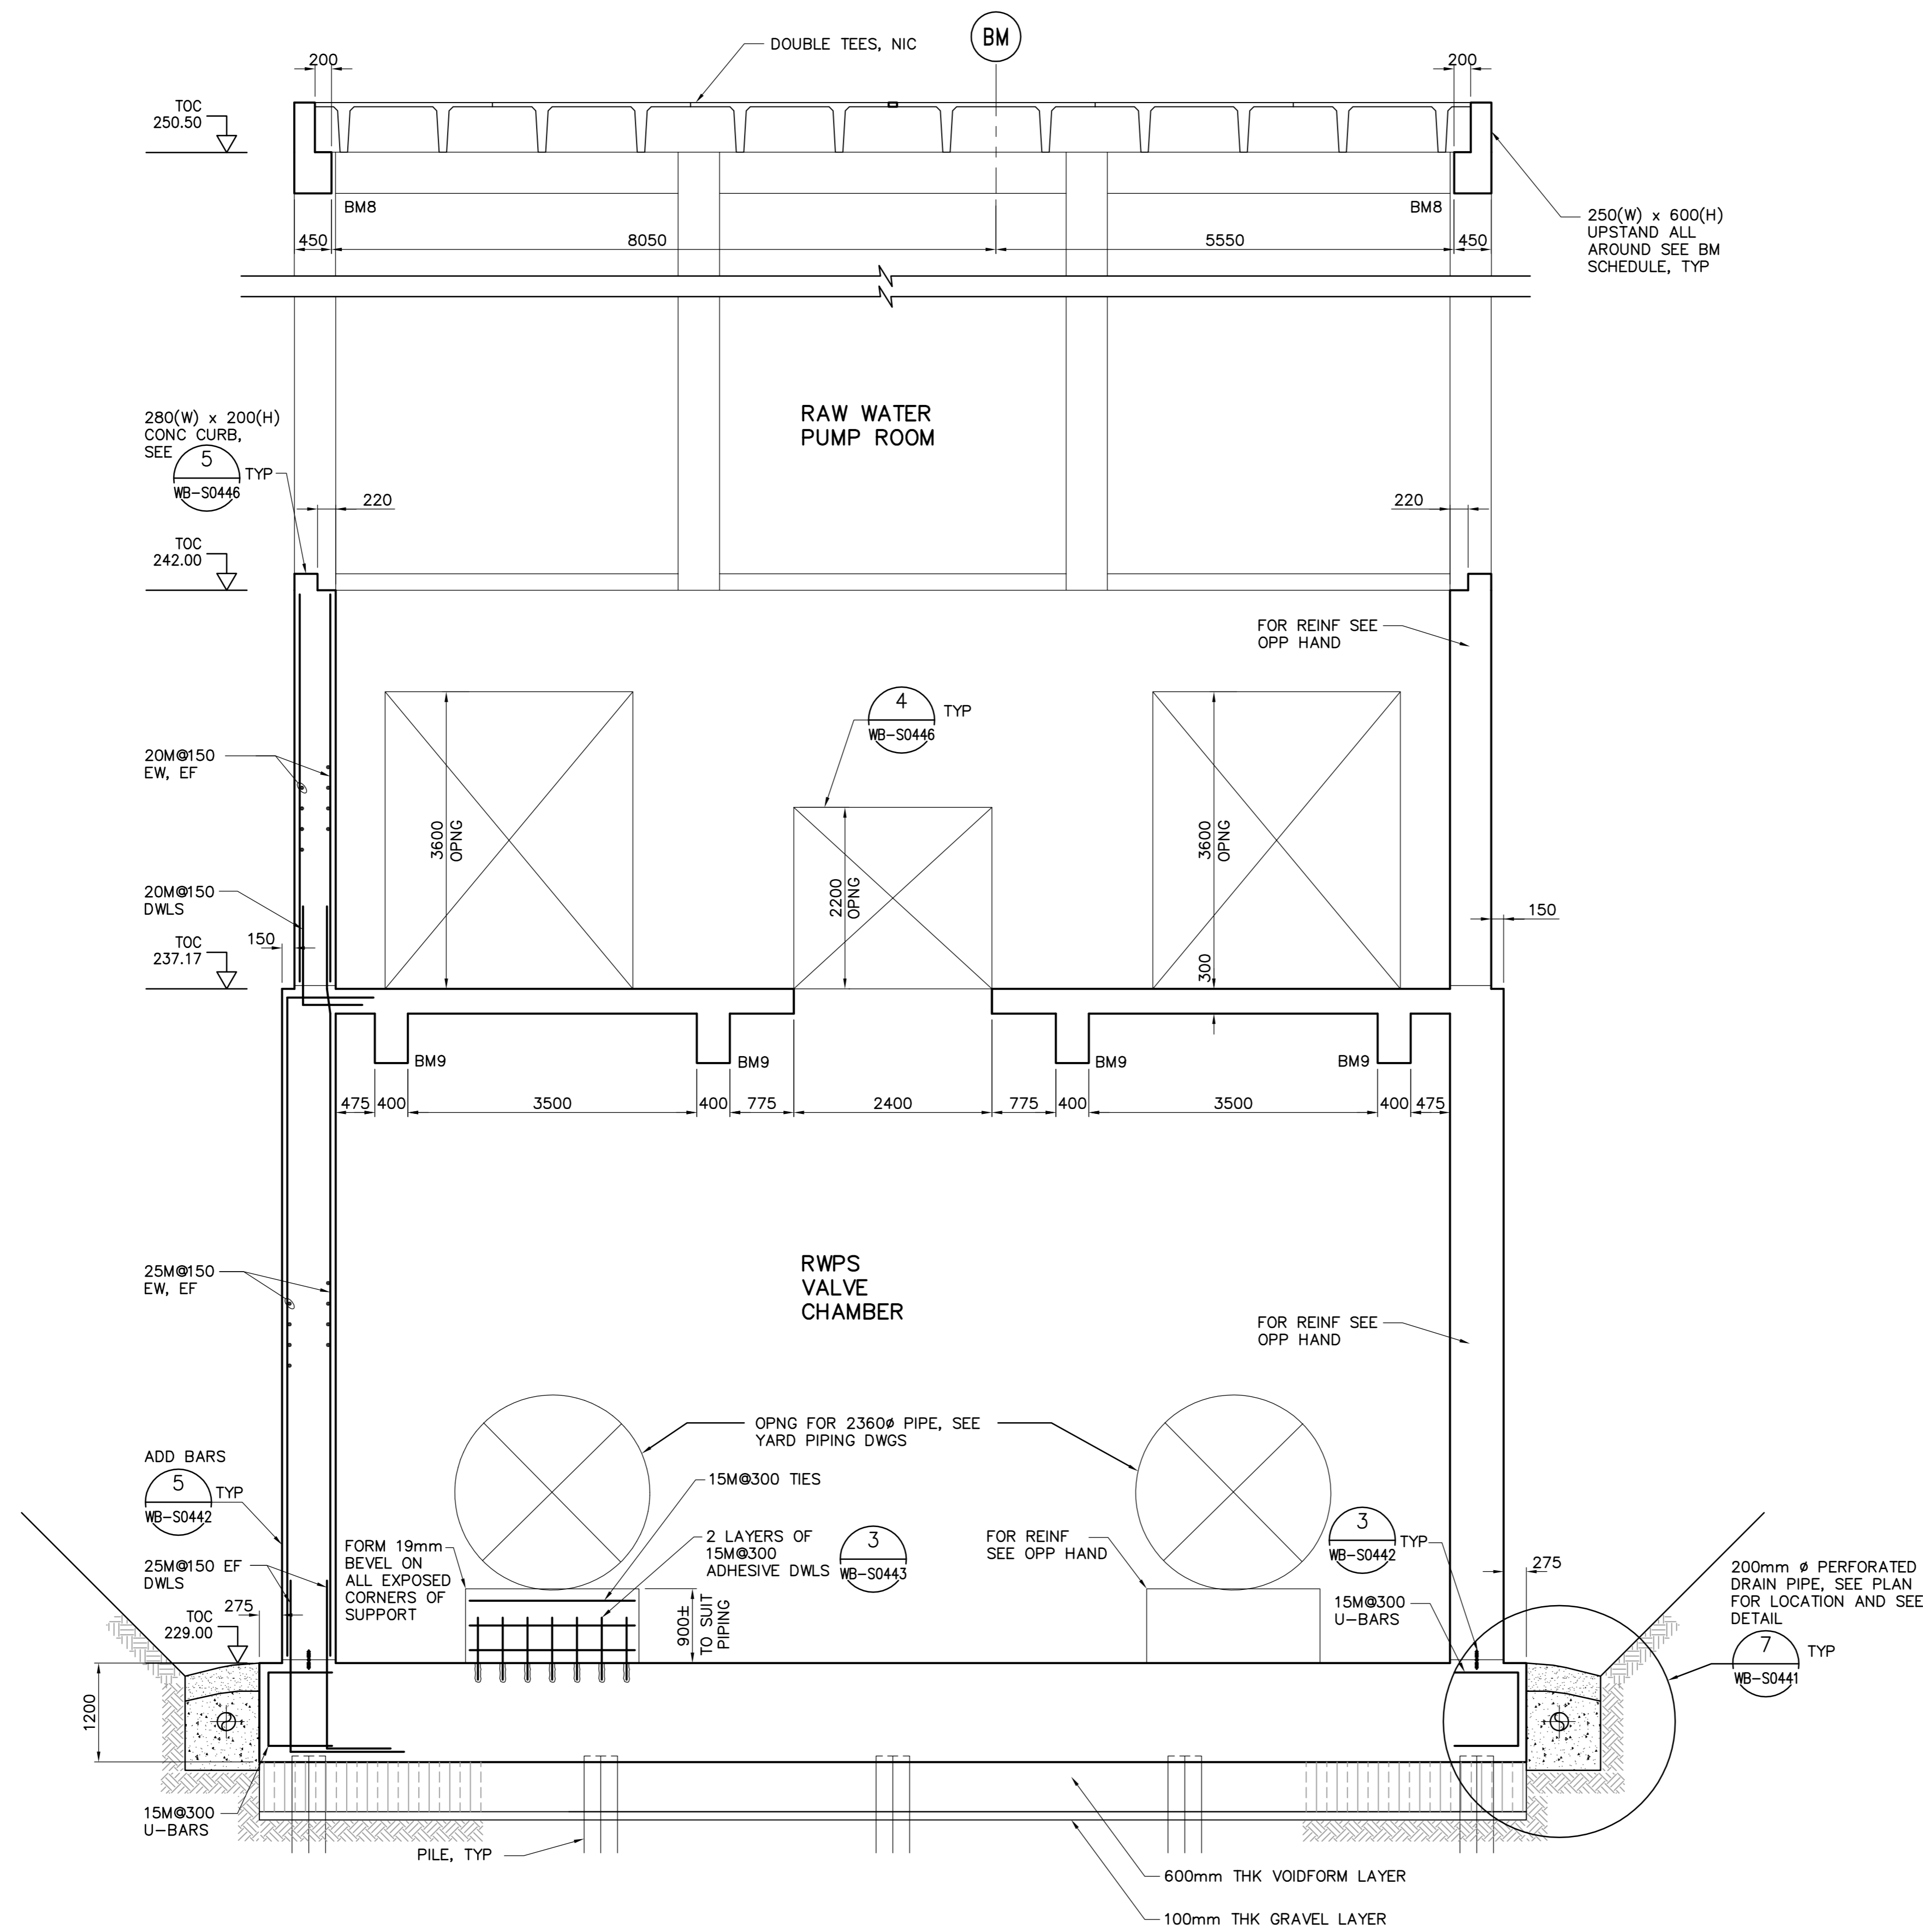 DOUBLE TEES, NIC
BM
200
200
TOC
250.50
BM8
BM8
250(W) x 600(H)
UPSTAND ALL
AROUND SEE BM
SCHEDULE, TYP
450
8050
5550
450
RAW WATER
PUMP ROOM
280(W) x 200(H)
CONC CURB,
SEE
5
WB-S0446
TYP
220
220
TOC
242.00
FOR REINF SEE
OPP HAND
4
WB-S0446
TYP
20M@150
EW, EF
3600
OPNG
2200
OPNG
3600
OPNG
20M@150
DWLS
150
150
TOC
237.17
300
BM9
BM9
BM9
BM9
475
400
3500
400
775
2400
775
400
3500
400
475
25M@150
EW, EF
RWPS
VALVE
CHAMBER
FOR REINF SEE
OPP HAND
OPNG FOR 2360ø PIPE, SEE
YARD PIPING DWGS
ADD BARS
5
WB-S0442
TYP
15M@300 TIES
FORM 19mm
BEVEL ON
ALL EXPOSED
CORNERS OF
SUPPORT
2 LAYERS OF
15M@300
ADHESIVE DWLS
3
WB-S0443
FOR REINF
SEE OPP HAND
3
WB-S0442
TYP
25M@150 EF
DWLS
275
275
TOC
229.00
900±
TO SUIT
PIPING
15M@300
U-BARS
200mm ø PERFORATED
DRAIN PIPE, SEE PLAN
FOR LOCATION AND SEE
DETAIL
7
WB-S0441
TYP
1200
15M@300
U-BARS
PILE, TYP
600mm THK VOIDFORM LAYER
100mm THK GRAVEL LAYER